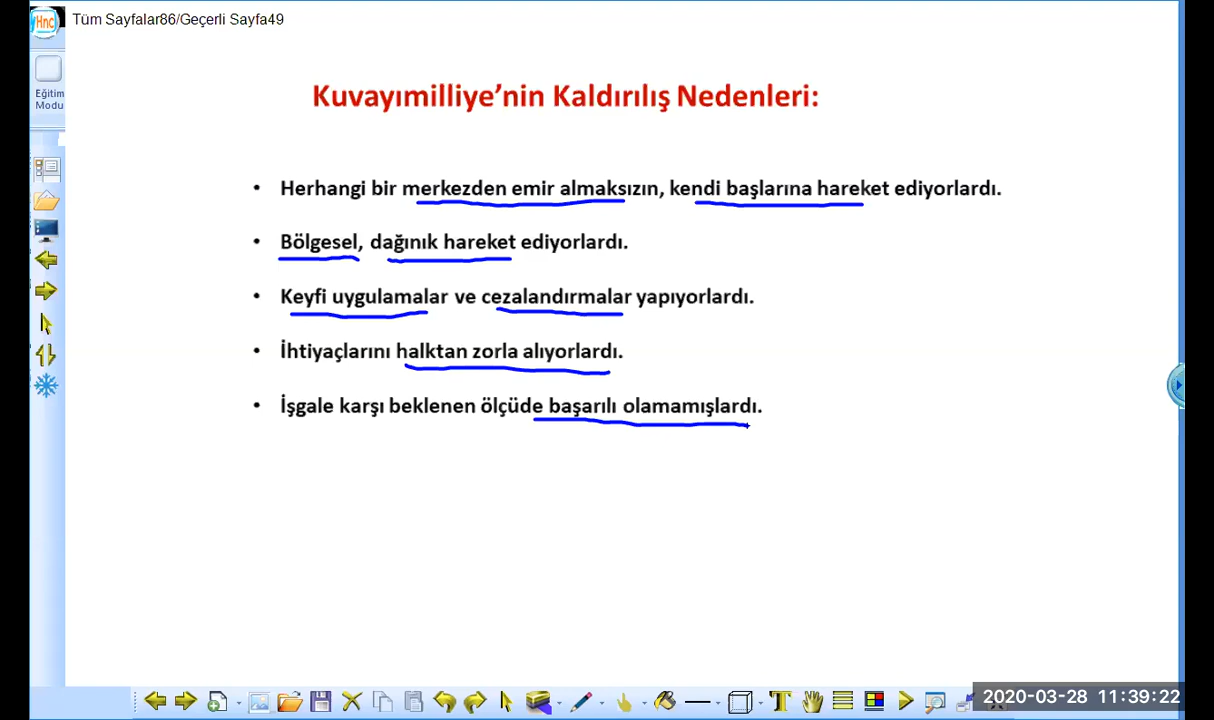 Hnc
Tüm Sayfalar86/Geçerli Sayfa49
Eğitim
Modu
Kuvayımilliye’nin Kaldırılış Nedenleri:
• Herhangi bir merkezden emir almaksızın, kendi başlarına hareket ediyorlardı.
• Bölgesel, dağınık hareket ediyorlardı.
• Keyfi uygulamalar ve cezalandırmalar yapıyorlardı.
• İhtiyaçlarını halktan zorla alıyorlardı.
• İşgale karşı beklenen ölçüde başarılı olamamışlardı.
2020-03-28 11:39:22